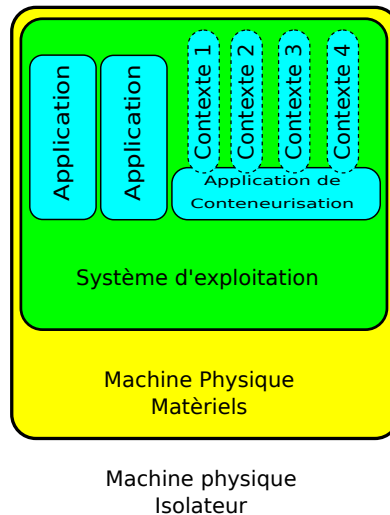 Application
Application
Contexte 1
Contexte 2
Contexte 3
Contexte 4
Application de
Conteneurisation
Système d'exploitation
Machine Physique
Matèriels
Machine physique
Isolateur